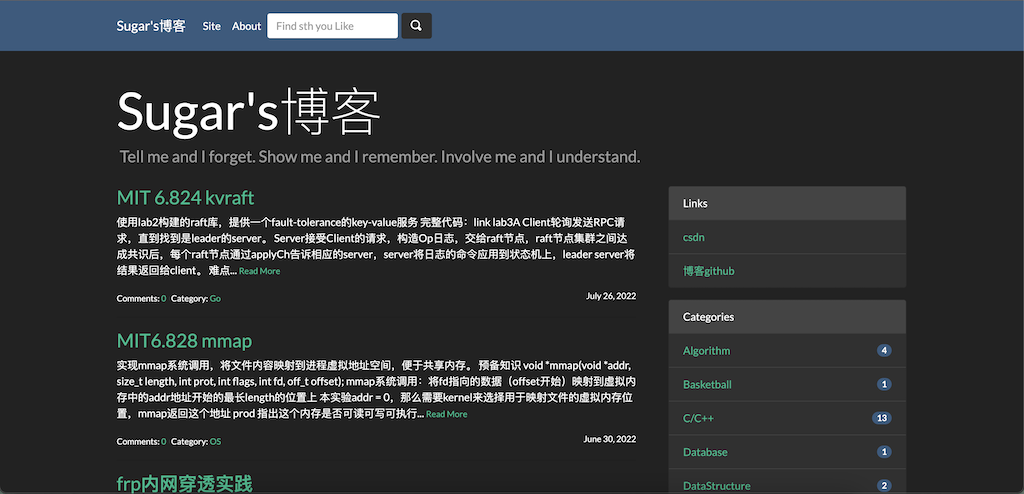 Sugar's博客 Site About Find sth you Like
Sugar's博客
Tell me and I forget. Show me and I remember. Involve me and I understand.
MIT 6.824 kvraft
使用lab2构建的raft库，提供一个fault-tolerance的key-value服务 完整代码：link lab3A Client轮询发送RPC请
求，直到找到是leader的server。 Server接受Client的请求，构造Op日志，交给raft节点，raft节点集群之间达
成共识后，每个raft节点通过applyCh告诉相应的server，server将日志的命令应用到状态机上，leader server将
结果返回给client。 难点... Read More
Comments: 0 Category: Go July 26, 2022
MIT6.828 mmap
实现mmap系统调用，将文件内容映射到进程虚拟地址空间，便于共享内存。 预备知识 void *mmap(void *addr,
size_t length, int prot, int flags, int fd, off_t offset); mmap系统调用：将fd指向的数据（offset开始）映射到虚拟内
存中的addr地址开始的最长length的位置上 本实验addr = 0，那么需要kernel来选择用于映射文件的虚拟内存位
置，mmap返回这个地址 prod 指出这个内存是否可读可写可执行... Read More
Comments: 0 Category: OS June 30, 2022
frp内网穿透实践
Links
csdn
博客github
Categories
Algorithm 4
Basketball 1
C/C++ 13
Database 1
DataStructure 2